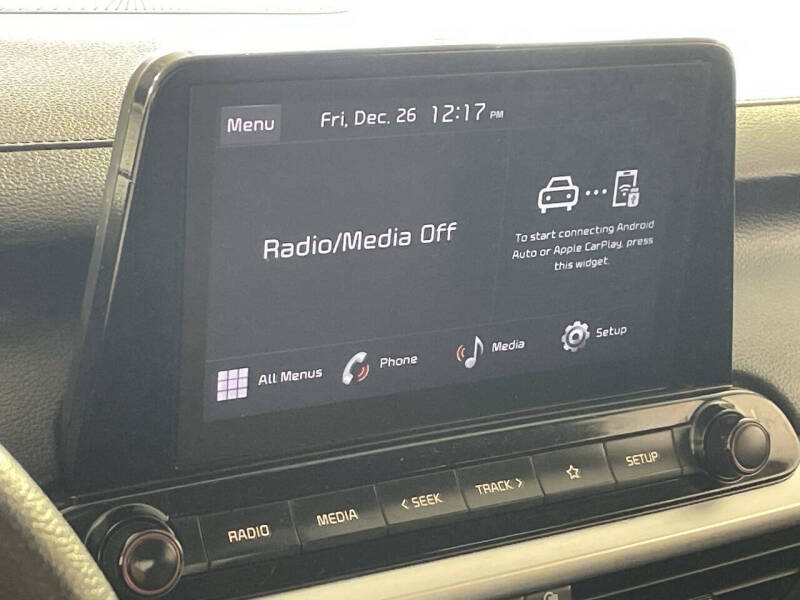 Menu Fri, Dec. 26 12:17 PM
Radio/Media Off
To start connecting Android
Auto or Apple CarPlay, press
this widget.
All Menus Phone Media Setup
RADIO MEDIA < SEEK TRACK > SETUP